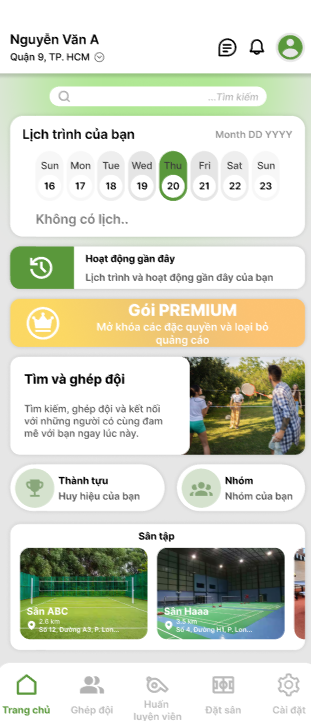 Nguyễn Văn A
Quận 9, TP. HCM
...Tìm kiếm
Lịch trình của bạn
Month DD YYYY
Sun Mon Tue Wed Thu Fri Sat Sun
16 17 18 19 20 21 22 23
Không có lịch..
Hoạt động gần đây
Lịch trình và hoạt động gần đây của bạn
Gói PREMIUM
Mở khóa các đặc quyền và loại bỏ
quảng cáo
Tìm và ghép đội
Tìm kiếm, ghép đội và kết nối
với những người có cùng đam
mê với bạn ngay lúc này.
Thành tựu
Huy hiệu của bạn
Nhóm
Nhóm của bạn
Sân tập
Sân ABC
2.6 km
Số 12, Đường A3, P. Lon...
Sân Haaa
3.5 km
Số 4, Đường H1, P. Lon...
Trang chủ
Ghép đội
Huấn
luyện viên
Đặt sân
Cài đặt